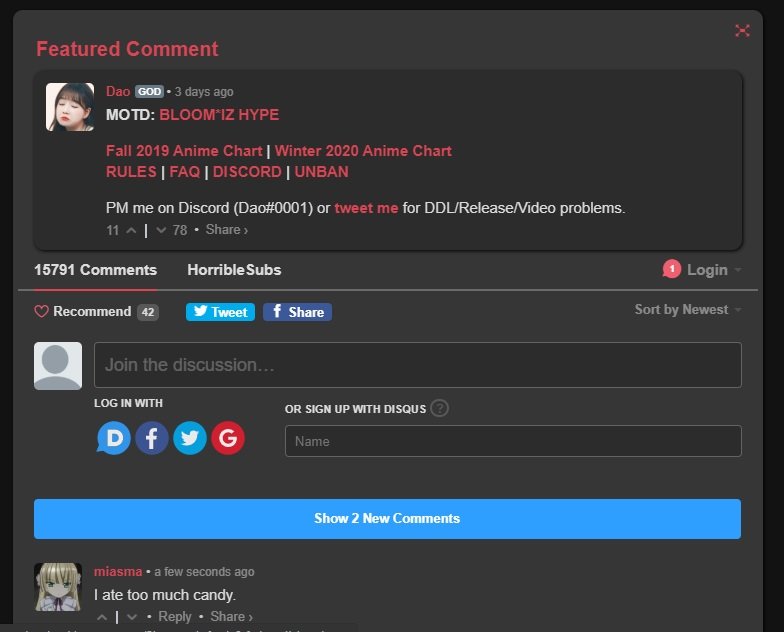 Featured Comment
Dao GOD • 3 days ago
MOTD: BLOOM*IZ HYPE
Fall 2019 Anime Chart | Winter 2020 Anime Chart
RULES | FAQ | DISCORD | UNBAN
PM me on Discord (Dao#0001) or tweet me for DDL/Release/Video problems.
11 | 78 • Share ›
15791 Comments HorribleSubs 1 Login
Recommend 42 Tweet f Share Sort by Newest
Join the discussion...
LOG IN WITH
OR SIGN UP WITH DISQUS ?
D f G
Name
Show 2 New Comments
miasma • a few seconds ago
I ate too much candy.
| • Reply • Share ›